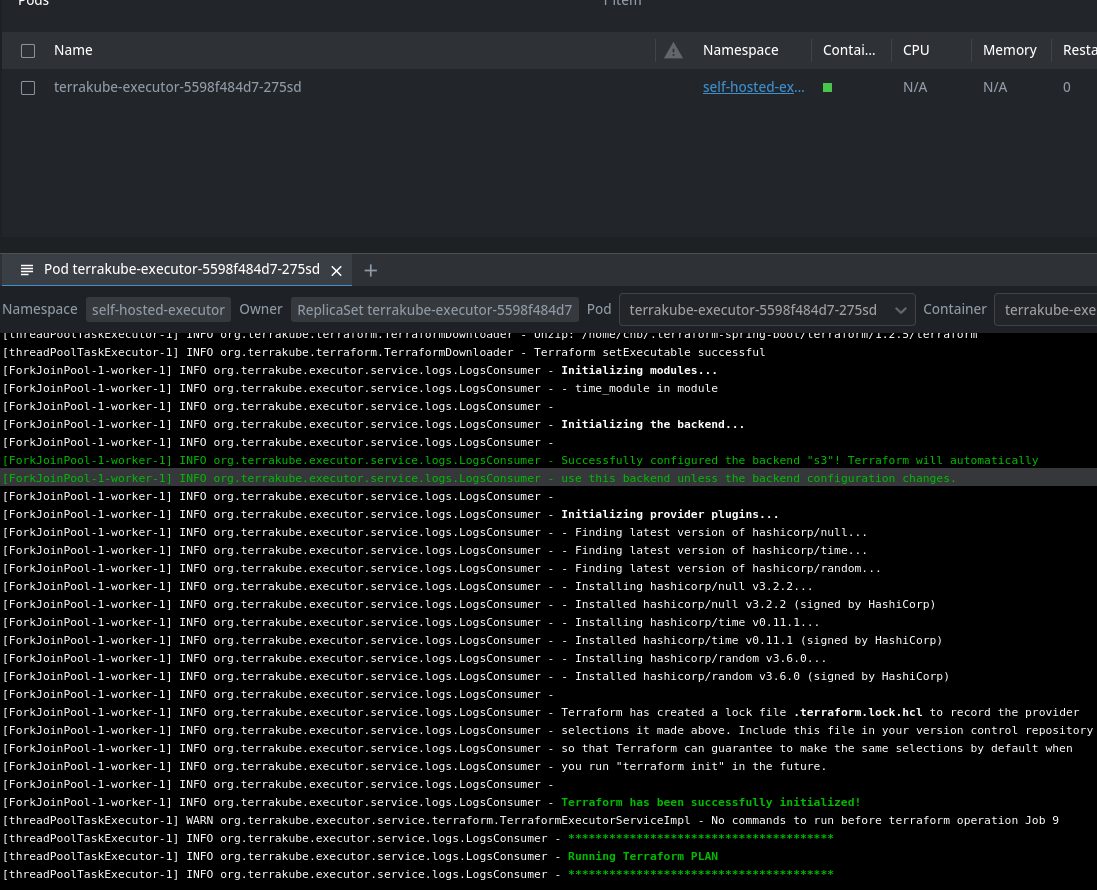 Pods 1 item
Name Namespace Contai... CPU Memory Resta
terrakube-executor-5598f484d7-275sd self-hosted-ex... N/A N/A 0
Pod terrakube-executor-5598f484d7-275sd
Namespace self-hosted-executor Owner ReplicaSet terrakube-executor-5598f484d7 Pod terrakube-executor-5598f484d7-275sd Container terrakube-exe
[threadPoolTaskExecutor-1] INFO org.terrakube.terraform.TerraformDownloader - Unzip: /home/cnb/.terraform-spring-boot/terraform/1.2.5/terraform
[threadPoolTaskExecutor-1] INFO org.terrakube.terraform.TerraformDownloader - Terraform setExecutable successful
[ForkJoinPool-1-worker-1] INFO org.terrakube.executor.service.logs.LogsConsumer - Initializing modules...
[ForkJoinPool-1-worker-1] INFO org.terrakube.executor.service.logs.LogsConsumer - - time_module in module
[ForkJoinPool-1-worker-1] INFO org.terrakube.executor.service.logs.LogsConsumer -
[ForkJoinPool-1-worker-1] INFO org.terrakube.executor.service.logs.LogsConsumer - Initializing the backend...
[ForkJoinPool-1-worker-1] INFO org.terrakube.executor.service.logs.LogsConsumer -
[ForkJoinPool-1-worker-1] INFO org.terrakube.executor.service.logs.LogsConsumer - Successfully configured the backend "s3"! Terraform will automatically
[ForkJoinPool-1-worker-1] INFO org.terrakube.executor.service.logs.LogsConsumer - use this backend unless the backend configuration changes.
[ForkJoinPool-1-worker-1] INFO org.terrakube.executor.service.logs.LogsConsumer -
[ForkJoinPool-1-worker-1] INFO org.terrakube.executor.service.logs.LogsConsumer - Initializing provider plugins...
[ForkJoinPool-1-worker-1] INFO org.terrakube.executor.service.logs.LogsConsumer - - Finding latest version of hashicorp/null...
[ForkJoinPool-1-worker-1] INFO org.terrakube.executor.service.logs.LogsConsumer - - Finding latest version of hashicorp/time...
[ForkJoinPool-1-worker-1] INFO org.terrakube.executor.service.logs.LogsConsumer - - Finding latest version of hashicorp/random...
[ForkJoinPool-1-worker-1] INFO org.terrakube.executor.service.logs.LogsConsumer - - Installing hashicorp/null v3.2.2...
[ForkJoinPool-1-worker-1] INFO org.terrakube.executor.service.logs.LogsConsumer - - Installed hashicorp/null v3.2.2 (signed by HashiCorp)
[ForkJoinPool-1-worker-1] INFO org.terrakube.executor.service.logs.LogsConsumer - - Installing hashicorp/time v0.11.1...
[ForkJoinPool-1-worker-1] INFO org.terrakube.executor.service.logs.LogsConsumer - - Installed hashicorp/time v0.11.1 (signed by HashiCorp)
[ForkJoinPool-1-worker-1] INFO org.terrakube.executor.service.logs.LogsConsumer - - Installing hashicorp/random v3.6.0...
[ForkJoinPool-1-worker-1] INFO org.terrakube.executor.service.logs.LogsConsumer - - Installed hashicorp/random v3.6.0 (signed by HashiCorp)
[ForkJoinPool-1-worker-1] INFO org.terrakube.executor.service.logs.LogsConsumer -
[ForkJoinPool-1-worker-1] INFO org.terrakube.executor.service.logs.LogsConsumer - Terraform has created a lock file .terraform.lock.hcl to record the provider
[ForkJoinPool-1-worker-1] INFO org.terrakube.executor.service.logs.LogsConsumer - selections it made above. Include this file in your version control repository
[ForkJoinPool-1-worker-1] INFO org.terrakube.executor.service.logs.LogsConsumer - so that Terraform can guarantee to make the same selections by default when
[ForkJoinPool-1-worker-1] INFO org.terrakube.executor.service.logs.LogsConsumer - you run "terraform init" in the future.
[ForkJoinPool-1-worker-1] INFO org.terrakube.executor.service.logs.LogsConsumer -
[ForkJoinPool-1-worker-1] INFO org.terrakube.executor.service.logs.LogsConsumer - Terraform has been successfully initialized!
[threadPoolTaskExecutor-1] WARN org.terrakube.executor.service.terraform.TerraformExecutorServiceImpl - No commands to run before terraform operation Job 9
[threadPoolTaskExecutor-1] INFO org.terrakube.executor.service.logs.LogsConsumer - ***************************************
[threadPoolTaskExecutor-1] INFO org.terrakube.executor.service.logs.LogsConsumer - Running Terraform PLAN
[threadPoolTaskExecutor-1] INFO org.terrakube.executor.service.logs.LogsConsumer - ***************************************